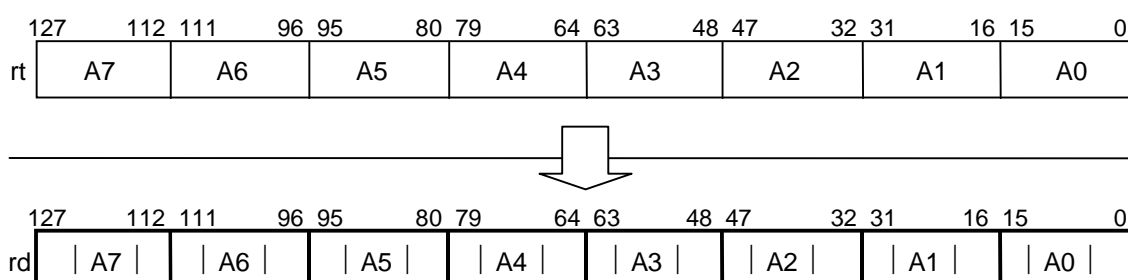 127 112 111 96 95 80 79 64 63 48 47 32 31 16 15 0
rt A7 A6 A5 A4 A3 A2 A1 A0
127 112 111 96 95 80 79 64 63 48 47 32 31 16 15 0
rd | A7 | | A6 | | A5 | | A4 | | A3 | | A2 | | A1 | | A0 |